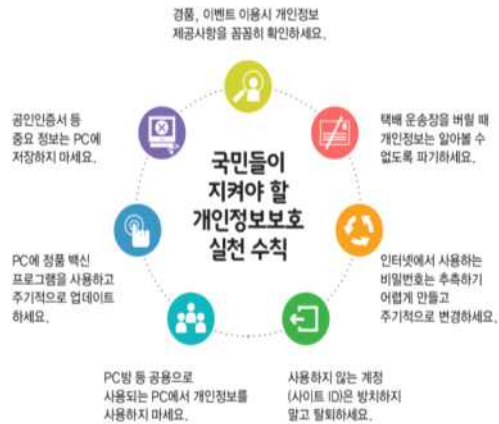 경품, 이벤트 이용시 개인정보
제공사항을 꼼꼼히 확인하세요.
택배 운송장을 버릴 때
개인정보는 알아볼 수
없도록 파기하세요.
인터넷에서 사용하는
비밀번호는 추측하기
어렵게 만들고
주기적으로 변경하세요.
사용하지 않는 계정
(사이트 ID)은 방치하지
말고 탈퇴하세요.
PC방 등 공용으로
사용되는 PC에서 개인정보를
사용하지 마세요.
PC에 정품 백신
프로그램을 사용하고
주기적으로 업데이트
하세요.
공인인증서 등
중요 정보는 PC에
저장하지 마세요.
국민들이
지켜야 할
개인정보보호
실천 수칙